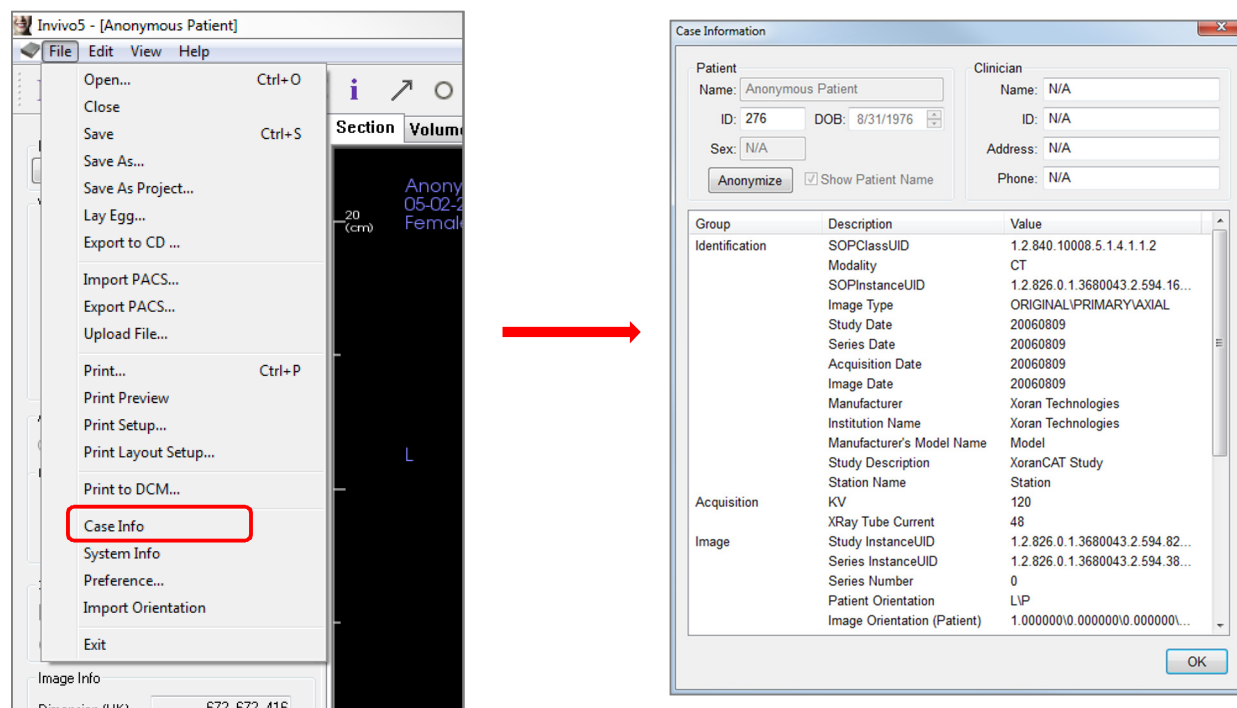 Invivo5 - [Anonymous Patient]
File Edit View Help
Open... Ctrl+O
Close
Save Ctrl+S
Save As...
Save As Project...
Lay Egg...
Export to CD ...
Import PACS...
Export PACS...
Upload File...
Print... Ctrl+P
Print Preview
Print Setup...
Print Layout Setup...
Print to DCM...
Case Info
System Info
Preference...
Import Orientation
Exit
Image Info
i
Section
20
(cm)
L
Case Information
Patient
Name: Anonymous Patient
ID: 276 DOB: 8/31/1976
Sex: N/A
Anonymize Show Patient Name
Clinician
Name: N/A
ID: N/A
Address: N/A
Phone: N/A
Group Description Value
Identification SOPClassUID 1.2.840.10008.5.1.4.1.1.2
Modality CT
SOPInstanceUID 1.2.826.0.1.3680043.2.594.16...
Image Type ORIGINAL\PRIMARY\AXIAL
Study Date 20060809
Series Date 20060809
Acquisition Date 20060809
Image Date 20060809
Manufacturer Xoran Technologies
Institution Name Xoran Technologies
Manufacturer's Model Name Model
Study Description XoranCAT Study
Station Name Station
Acquisition KV 120
XRay Tube Current 48
Image Study InstanceUID 1.2.826.0.1.3680043.2.594.82...
Series InstanceUID 1.2.826.0.1.3680043.2.594.38...
Series Number 0
Patient Orientation L\P
Image Orientation (Patient) 1.000000\0.000000\0.000000\...
OK